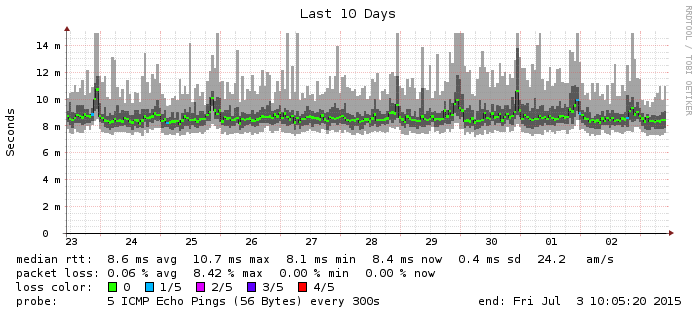 Last 10 Days
RRDTOOL / TOBI OETIKER
Seconds
14 m
12 m
10 m
8 m
6 m
4 m
2 m
0
23 24 25 26 27 28 29 30 01 02
median rtt: 8.6 ms avg 10.7 ms max 8.1 ms min 8.4 ms now 0.4 ms sd 24.2 am/s
packet loss: 0.06 % avg 8.42 % max 0.00 % min 0.00 % now
loss color: 0 1/5 2/5 3/5 4/5
probe: 5 ICMP Echo Pings (56 Bytes) every 300s end: Fri Jul 3 10:05:20 2015